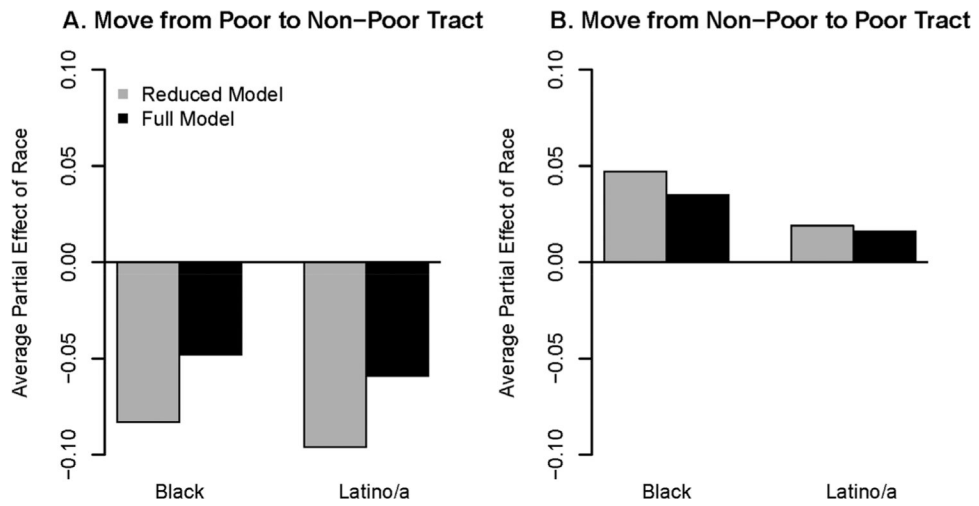 A. Move from Poor to Non−Poor Tract
Average Partial Effect of Race
0.10
0.05
0.00
−0.05
−0.10
Reduced Model
Full Model
Black
Latino/a
B. Move from Non−Poor to Poor Tract
Average Partial Effect of Race
0.10
0.05
0.00
−0.05
−0.10
Black
Latino/a